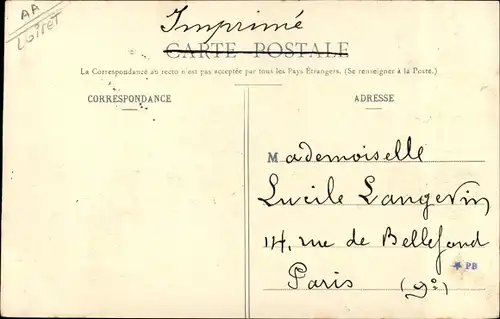 AA
LOIRET
Imprimé
CARTE POSTALE
La Correspondance au recto n'est pas acceptée par tous les Pays Étrangers. (Se renseigner à la Poste.)
CORRESPONDANCE
ADRESSE
Mademoiselle
Lucile Langevin
14, rue de Bellefond
Paris (9e)
PB